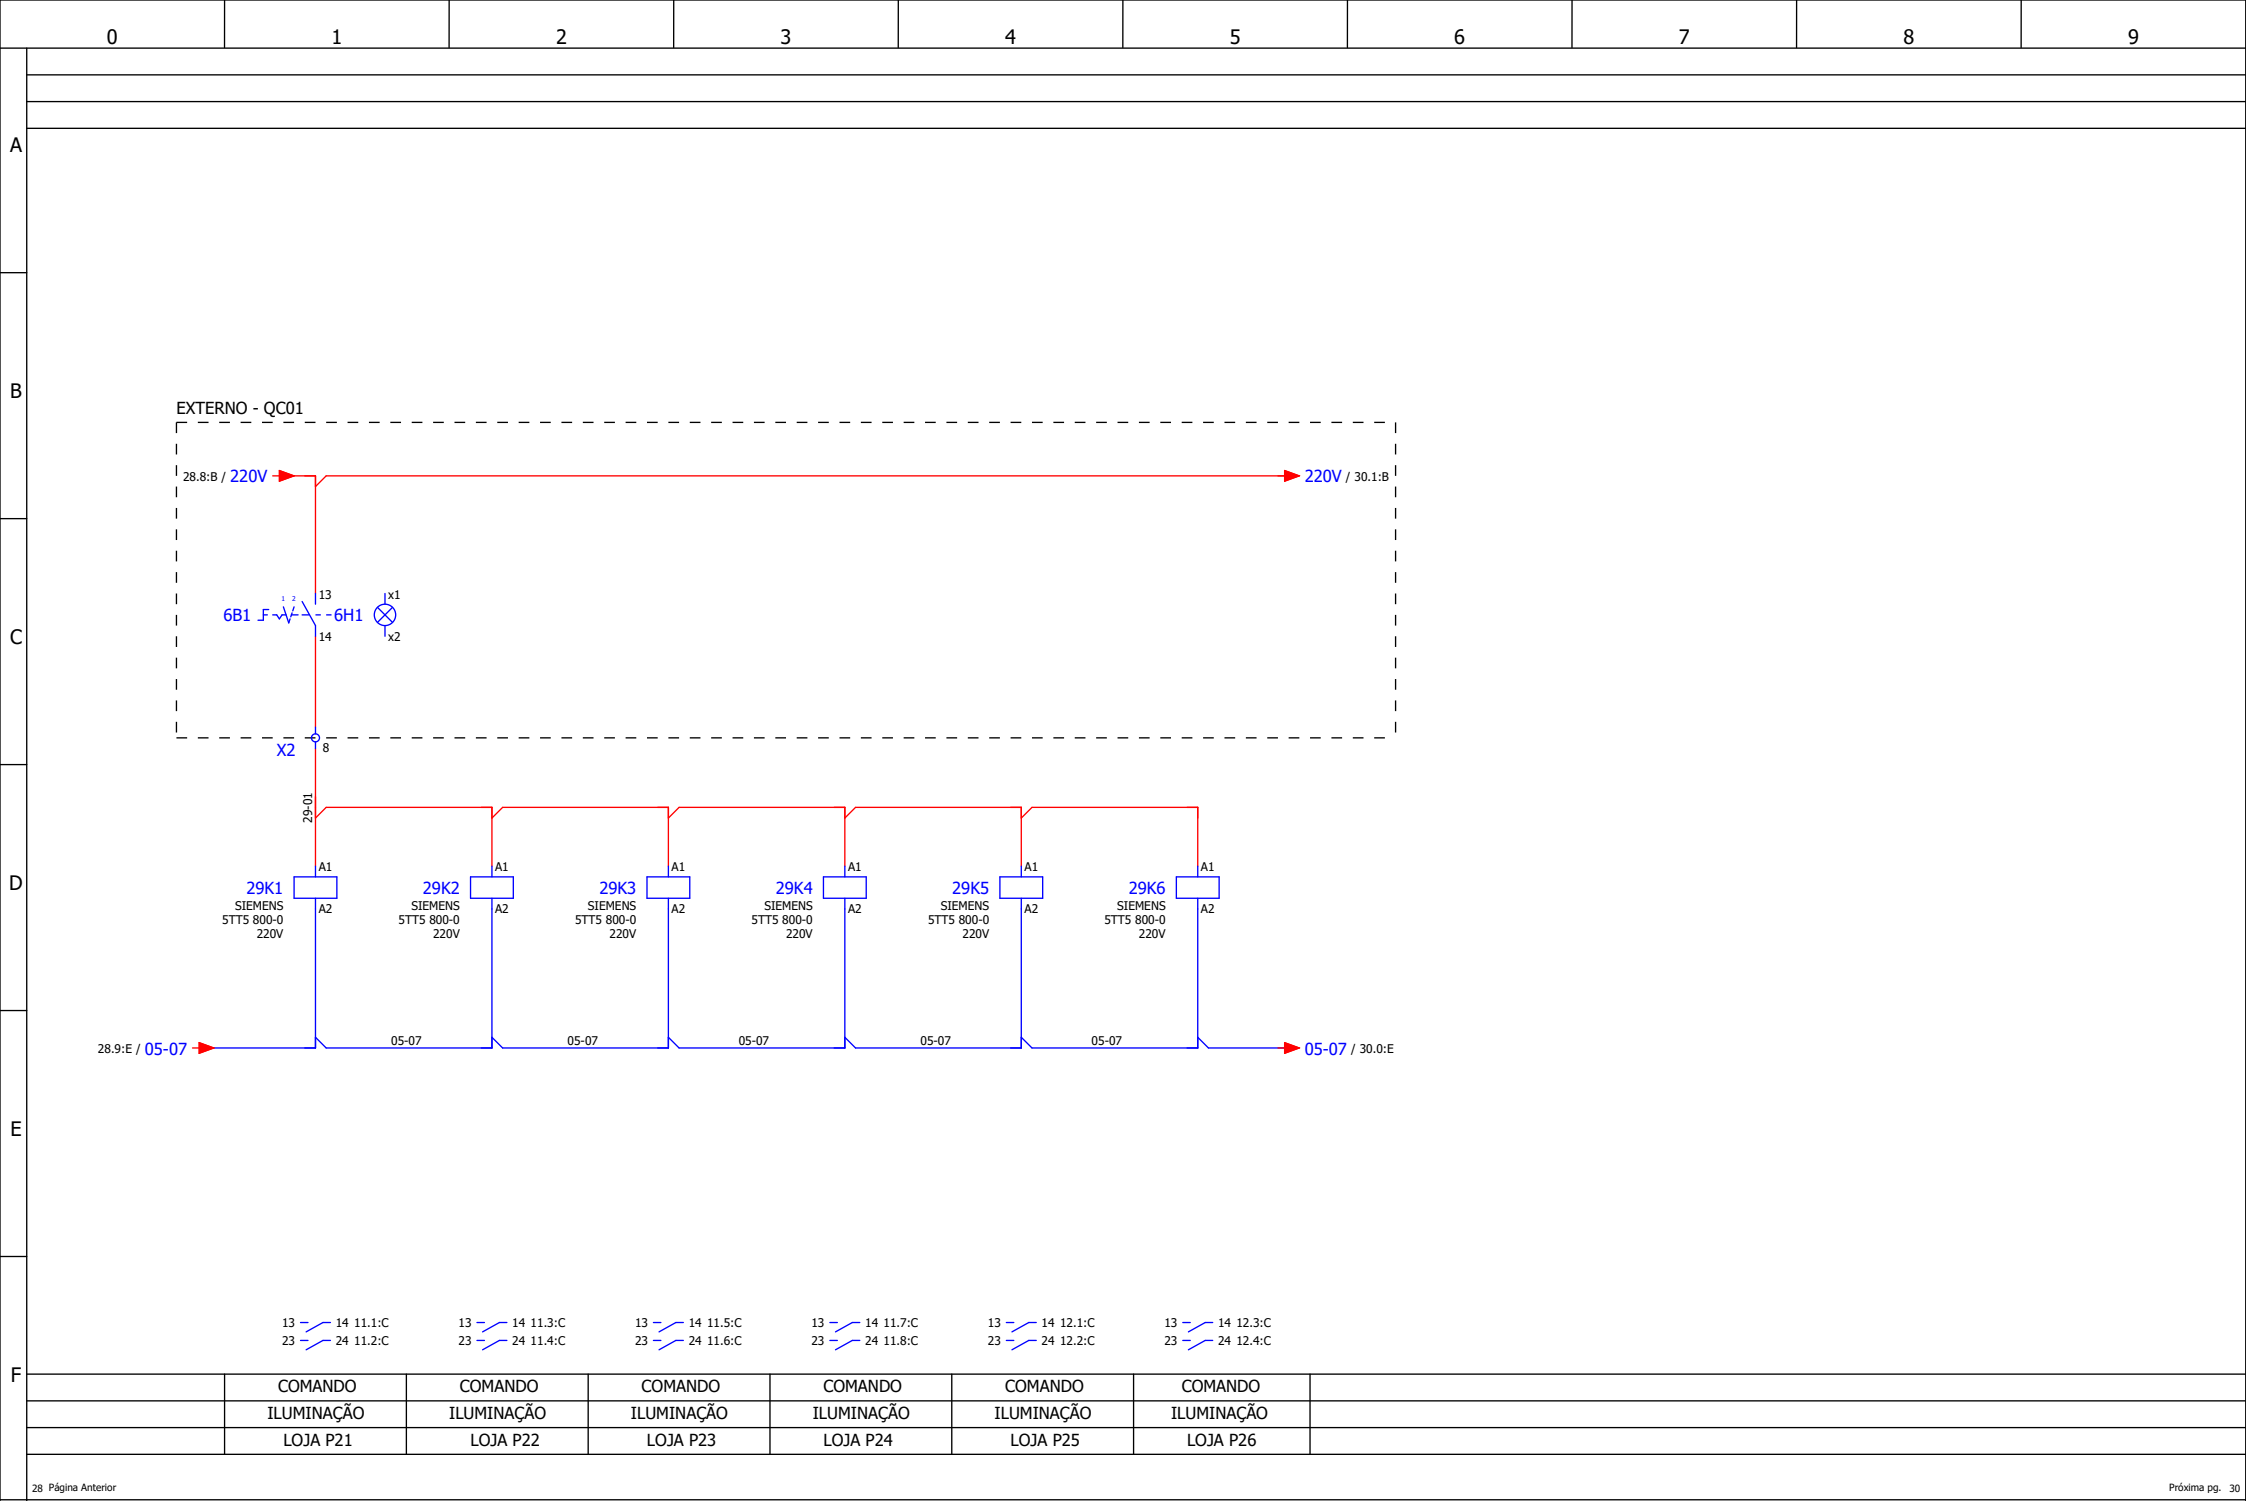 0 1 2 3 4 5 6 7 8 9
A
B
EXTERNO - QC01
28.8:B / 220V
220V / 30.1:B
C
6B1
1 2
13
14
6H1
x1
x2
X2
8
29-01
D
29K1
SIEMENS
5TT5 800-0
220V
A1
A2
29K2
SIEMENS
5TT5 800-0
220V
A1
A2
29K3
SIEMENS
5TT5 800-0
220V
A1
A2
29K4
SIEMENS
5TT5 800-0
220V
A1
A2
29K5
SIEMENS
5TT5 800-0
220V
A1
A2
29K6
SIEMENS
5TT5 800-0
220V
A1
A2
28.9:E / 05-07
05-07 05-07 05-07 05-07 05-07
05-07 / 30.0:E
E
13 14 11.1:C
23 24 11.2:C
13 14 11.3:C
23 24 11.4:C
13 14 11.5:C
23 24 11.6:C
13 14 11.7:C
23 24 11.8:C
13 14 12.1:C
23 24 12.2:C
13 14 12.3:C
23 24 12.4:C
F
COMANDO COMANDO COMANDO COMANDO COMANDO COMANDO
ILUMINAÇÃO ILUMINAÇÃO ILUMINAÇÃO ILUMINAÇÃO ILUMINAÇÃO ILUMINAÇÃO
LOJA P21 LOJA P22 LOJA P23 LOJA P24 LOJA P25 LOJA P26
28 Página Anterior
Próxima pg. 30